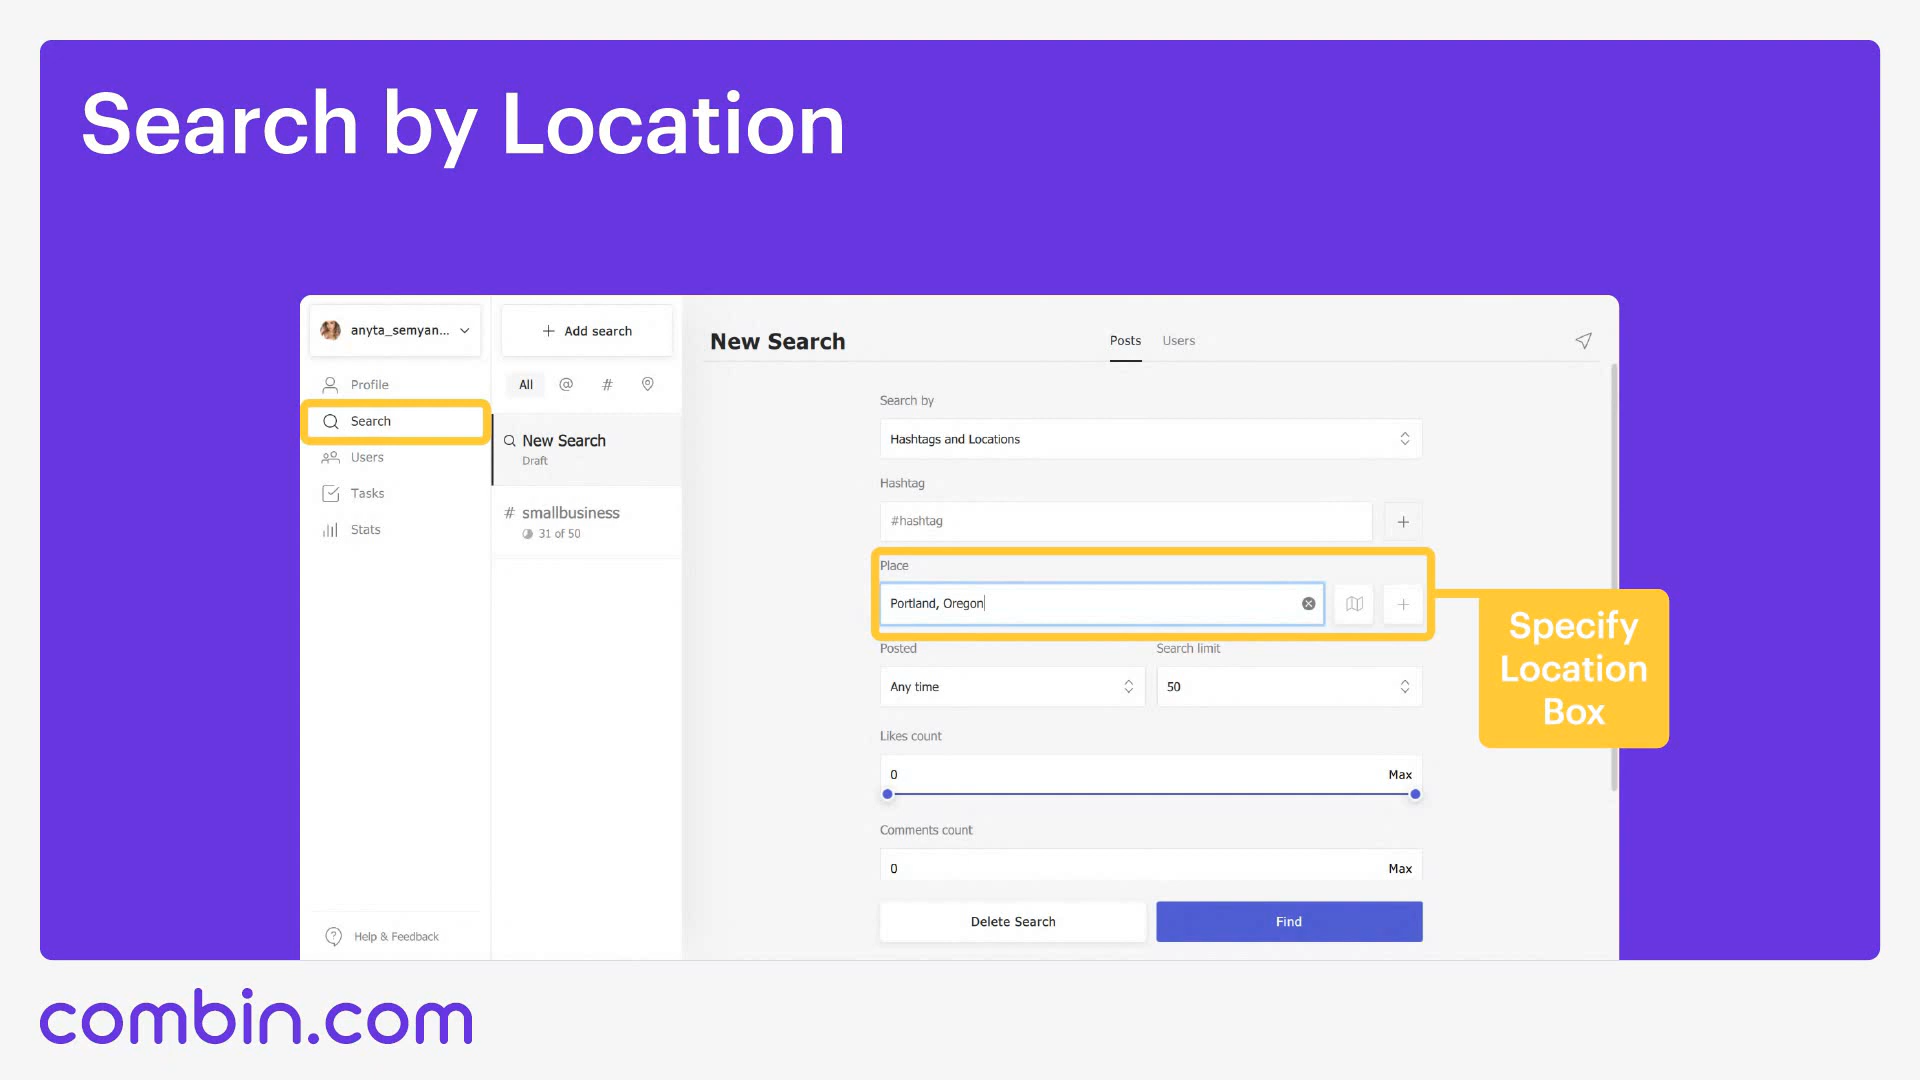 Search by Location
anyta_semyan...
Add search
New Search
Posts
Users
Profile
All
@
#
Search
Users
Tasks
Stats
New Search
Draft
# smallbusiness
31 of 50
Search by
Hashtags and Locations
Hashtag
#hashtag
Place
Portland, Oregon
Specify
Location
Box
Posted
Search limit
Any time
50
Likes count
0
Max
Comments count
0
Max
Delete Search
Find
Help & Feedback
combin.com